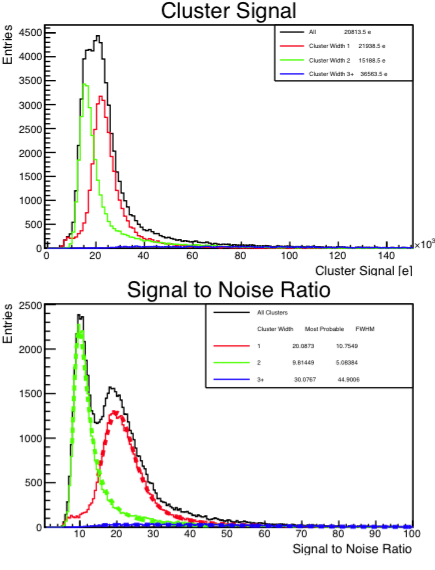 Cluster Signal
Entries
4500
4000
3500
3000
2500
2000
1500
1000
500
0
All 20813.5 e
Cluster Width 1 21938.5 e
Cluster Width 2 15188.5 e
Cluster Width 3+ 36563.5 e
0 20 40 60 80 100 120 140
×10³
Cluster Signal [e]
Signal to Noise Ratio
Entries
2500
2000
1500
1000
500
0
All Clusters
Cluster Width Most Probable FWHM
1 20.0873 10.7549
2 9.81449 5.08384
3+ 30.0767 44.9006
10 20 30 40 50 60 70 80 90 100
Signal to Noise Ratio